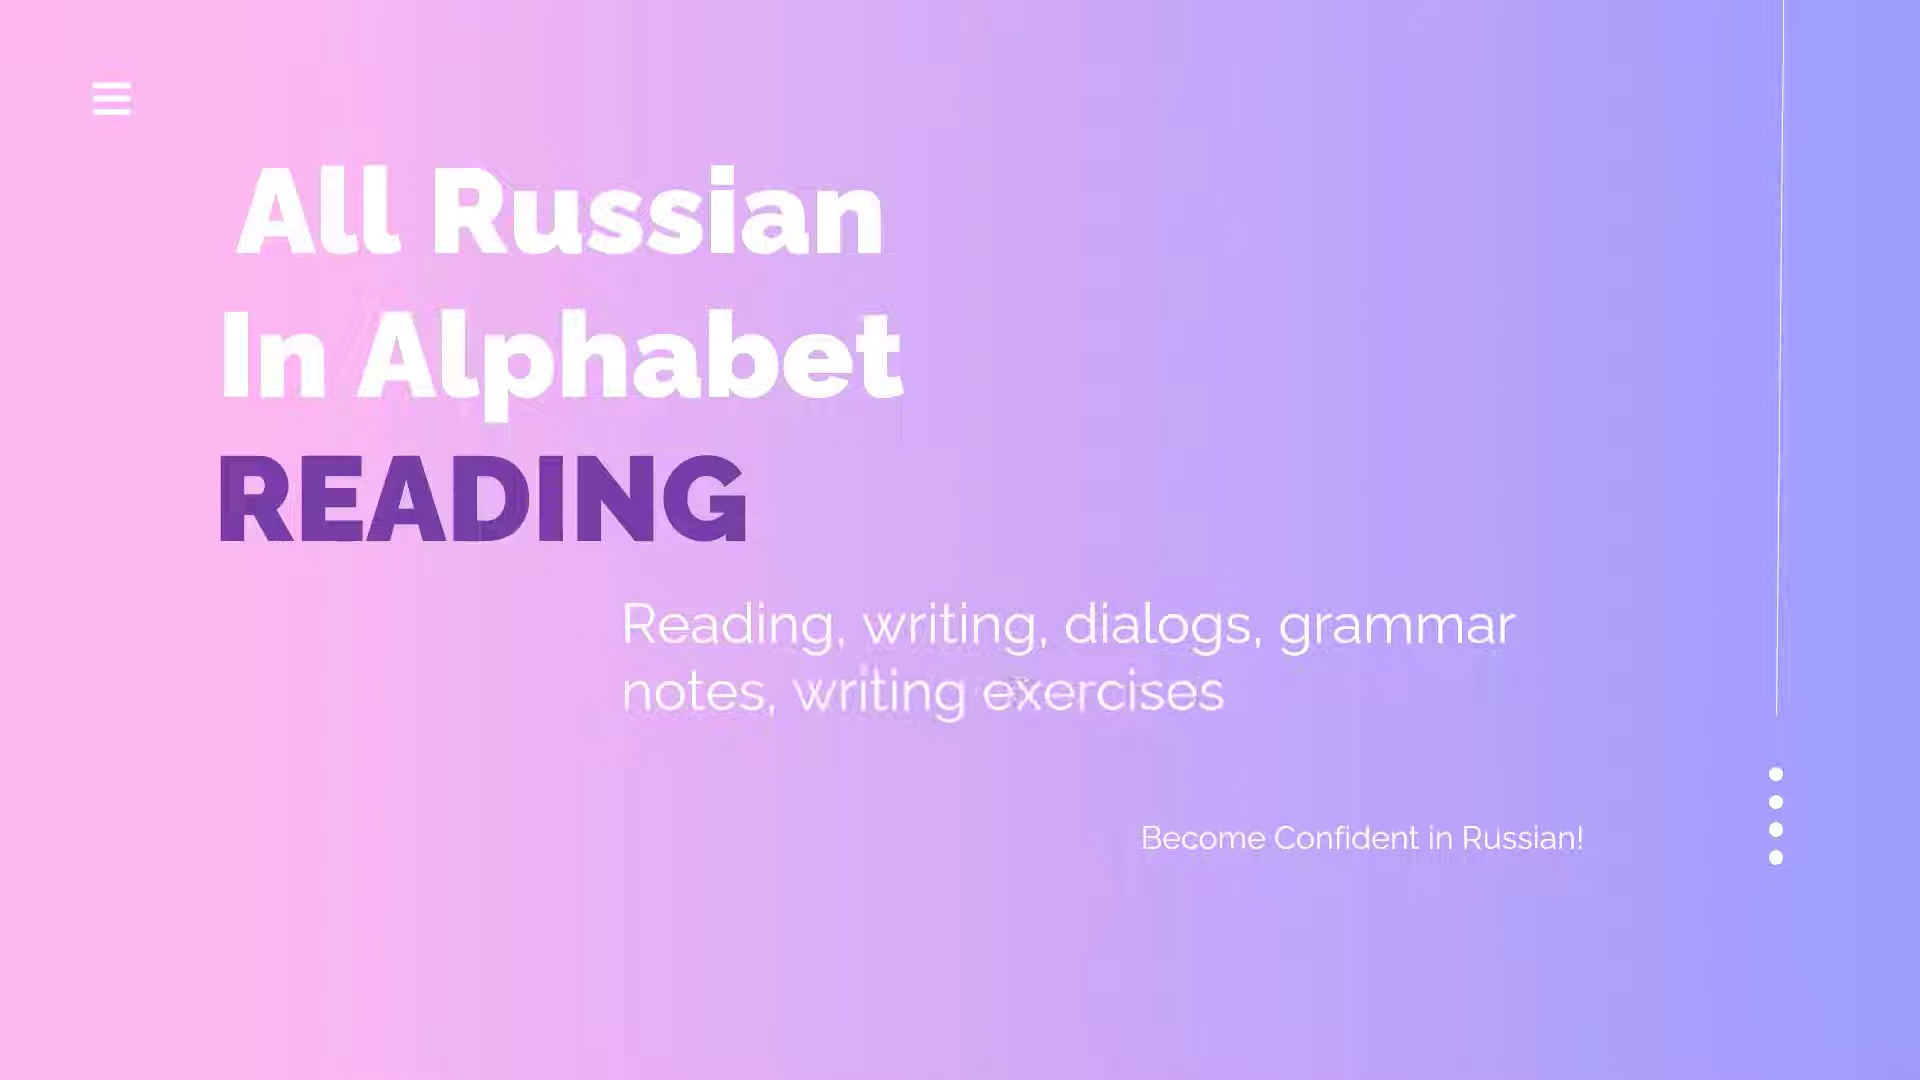 All Russian
In Alphabet
READING
Reading, writing, dialogs, grammar
notes, writing exercises
Become Confident in Russian!